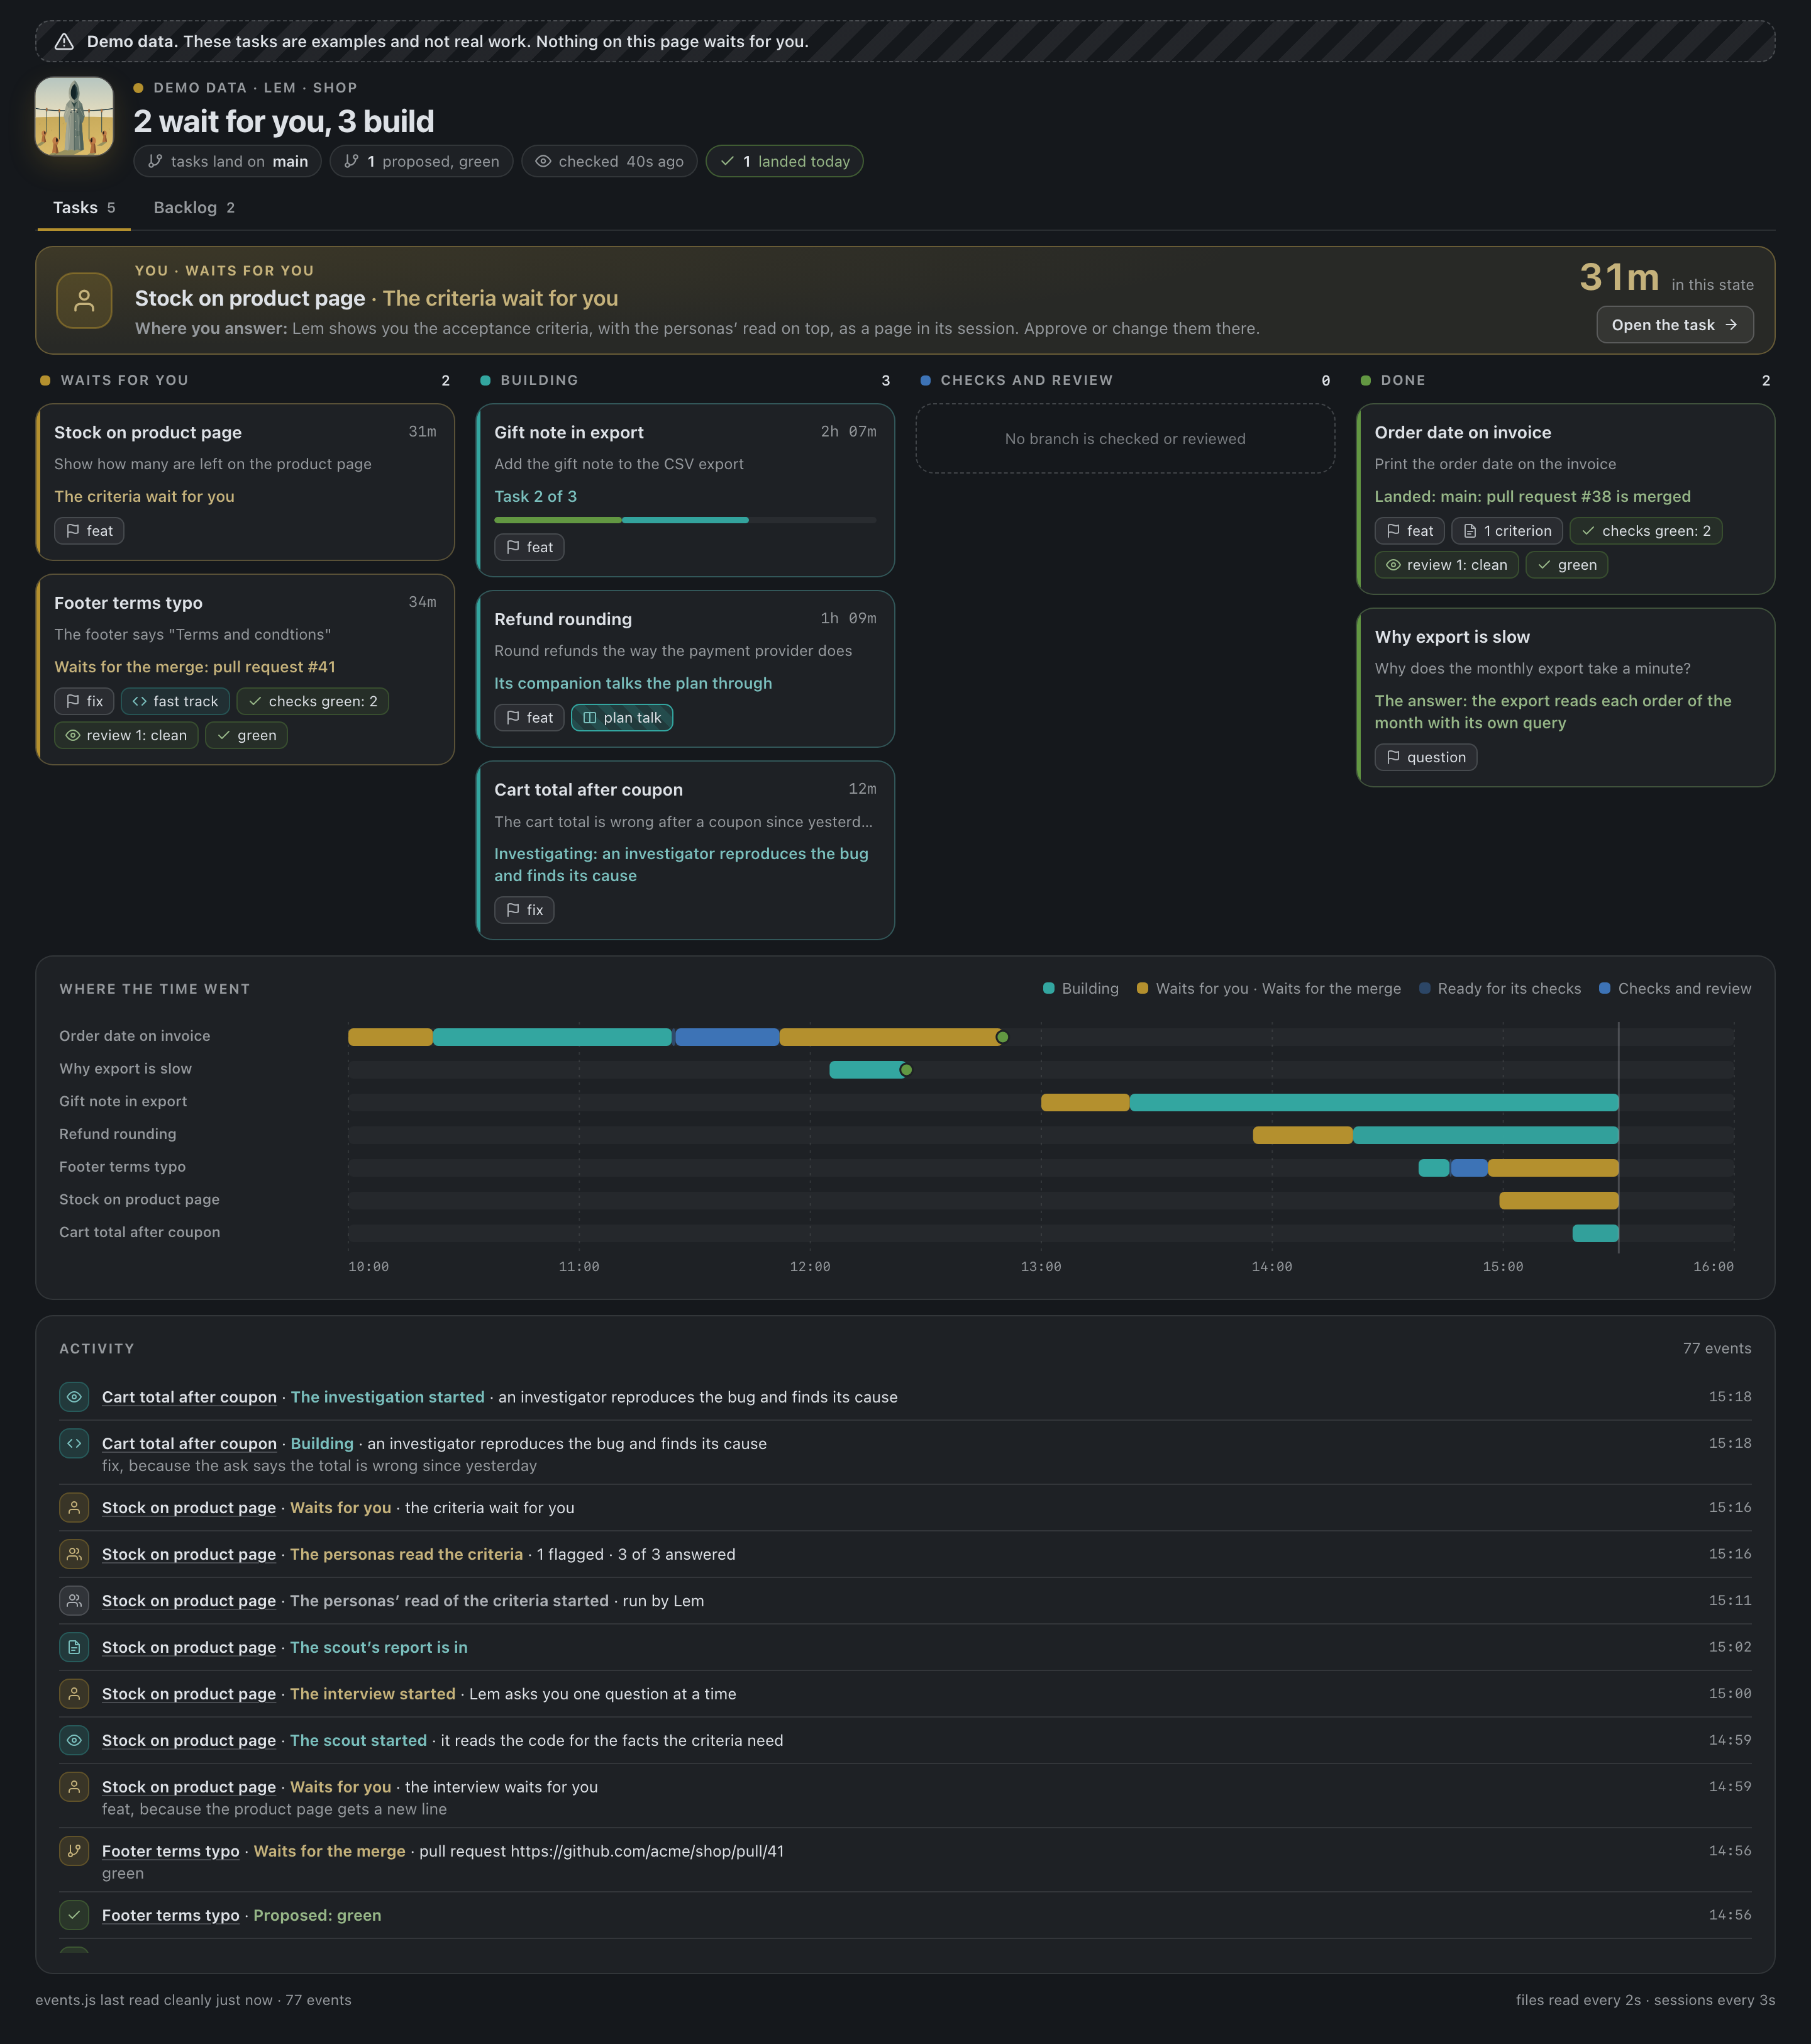 Demo data. These tasks are examples and not real work. Nothing on this page waits for you.
DEMO DATA · LEM · SHOP
2 wait for you, 3 build
tasks land on main
1 proposed, green
checked 40s ago
1 landed today
Tasks 5
Backlog 2
YOU · WAITS FOR YOU
Stock on product page · The criteria wait for you
Where you answer: Lem shows you the acceptance criteria, with the personas’ read on top, as a page in its session. Approve or change them there.
31m in this state
Open the task
WAITS FOR YOU 2
Stock on product page 31m
Show how many are left on the product page
The criteria wait for you
feat
Footer terms typo 34m
The footer says "Terms and condtions"
Waits for the merge: pull request #41
fix fast track checks green: 2
review 1: clean green
BUILDING 3
Gift note in export 2h 07m
Add the gift note to the CSV export
Task 2 of 3
feat
Refund rounding 1h 09m
Round refunds the way the payment provider does
Its companion talks the plan through
feat plan talk
Cart total after coupon 12m
The cart total is wrong after a coupon since yesterd...
Investigating: an investigator reproduces the bug
and finds its cause
fix
CHECKS AND REVIEW 0
No branch is checked or reviewed
DONE 2
Order date on invoice
Print the order date on the invoice
Landed: main: pull request #38 is merged
feat 1 criterion checks green: 2
review 1: clean green
Why export is slow
Why does the monthly export take a minute?
The answer: the export reads each order of the
month with its own query
question
WHERE THE TIME WENT
Building Waits for you · Waits for the merge Ready for its checks Checks and review
Order date on invoice
Why export is slow
Gift note in export
Refund rounding
Footer terms typo
Stock on product page
Cart total after coupon
10:00 11:00 12:00 13:00 14:00 15:00 16:00
ACTIVITY 77 events
Cart total after coupon · The investigation started · an investigator reproduces the bug and finds its cause 15:18
Cart total after coupon · Building · an investigator reproduces the bug and finds its cause 15:18
fix, because the ask says the total is wrong since yesterday
Stock on product page · Waits for you · the criteria wait for you 15:16
Stock on product page · The personas read the criteria · 1 flagged · 3 of 3 answered 15:16
Stock on product page · The personas’ read of the criteria started · run by Lem 15:11
Stock on product page · The scout’s report is in 15:02
Stock on product page · The interview started · Lem asks you one question at a time 15:00
Stock on product page · The scout started · it reads the code for the facts the criteria need 14:59
Stock on product page · Waits for you · the interview waits for you 14:59
feat, because the product page gets a new line
Footer terms typo · Waits for the merge · pull request https://github.com/acme/shop/pull/41 14:56
green
Footer terms typo · Proposed: green 14:56
events.js last read cleanly just now · 77 events
files read every 2s · sessions every 3s